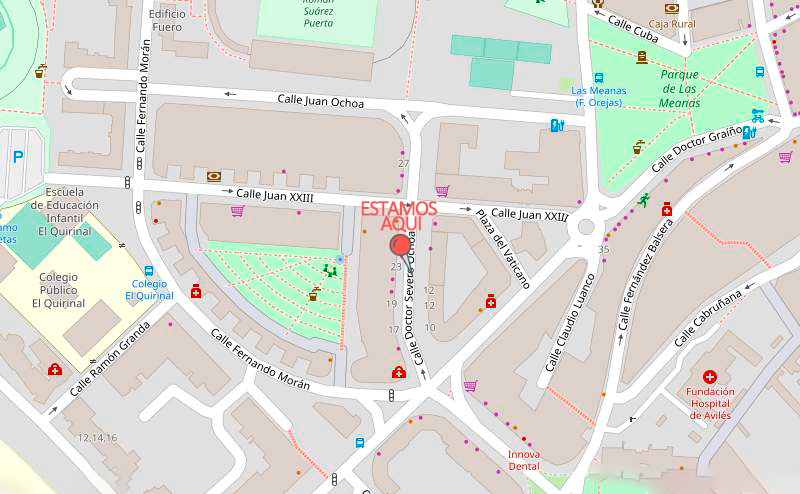 Edificio
Fuero
Román
Suárez
Puerta
Calle Cuba
Caja Rural
Parque
de Las
Meanas
Las Meanas
(F. Orejas)
Calle Fernando Morán
Calle Juan Ochoa
Calle Doctor Graiño
P
27
Escuela
de Educación
Infantil
El Quirinal
Calle Juan XXIII
ESTAMOS
AQUI
Calle Juan XXIII
Plaza del Vaticano
35
Calle Fernández Balsera
Colegio
Público
El Quirinal
Colegio
El Quirinal
23
Calle Doctor Severo Ochoa
12
12
10
19
17
Calle Claudio Luanco
Calle Cabruñana
Calle Ramón Granda
Calle Fernando Morán
Fundación
Hospital
de Avilés
12,14,16
Innova
Dental